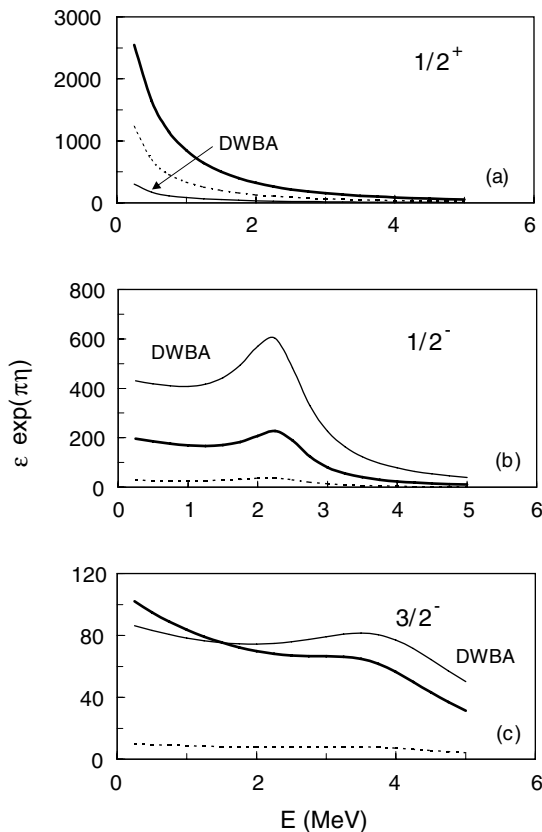 3000
2000
1000
0
1/2+
DWBA
(a)
0 2 4 6
800
600
400
200
0
DWBA
1/2-
(b)
0 1 2 3 4 5 6
ε exp(πη)
120
80
40
0
3/2-
DWBA
(c)
0 2 4 6
E (MeV)